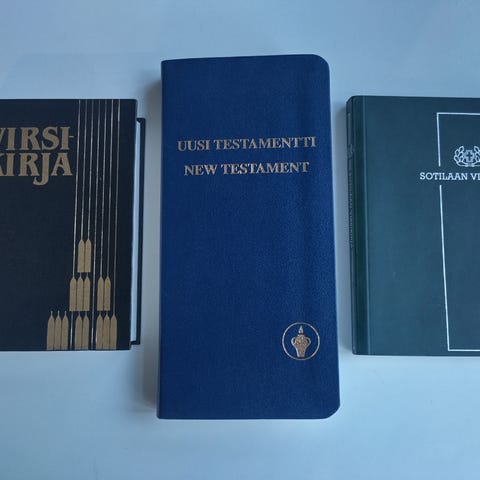 VIRSI-
KIRJA
UUSI TESTAMENTTI
NEW TESTAMENT
SOTILAAN VI